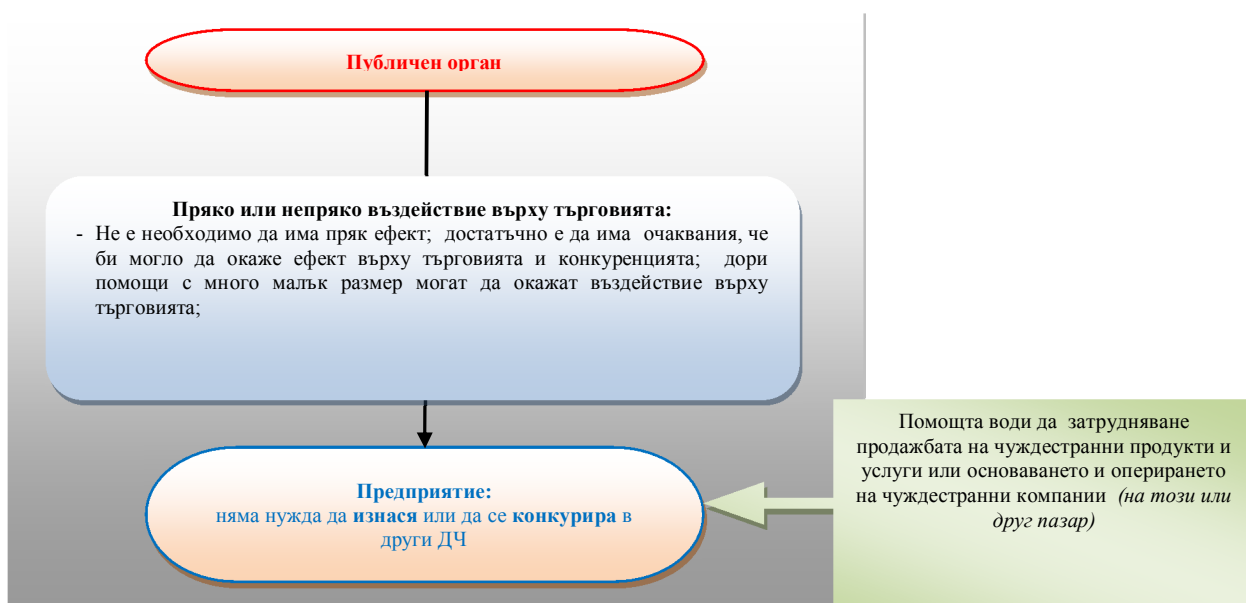 Публичен орган
Пряко или непряко въздействие върху търговията:
- Не е необходимо да има пряк ефект; достатъчно е да има очаквания, че
би могло да окаже ефект върху търговията и конкуренцията; дори
помощи с много малък размер могат да окажат въздействие върху
търговията;
Предприятие:
няма нужда да изнася или да се конкурира в
други ДЧ
Помощта води да затрудняване
продажбата на чуждестранни продукти и
услуги или основаването и оперирането
на чуждестранни компании (на този или
друг пазар)